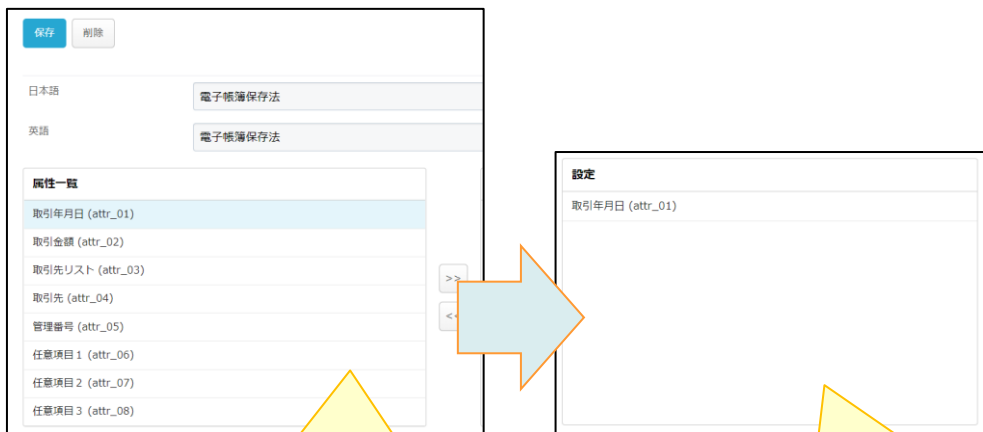 保存 削除
日本語 電子帳簿保存法
英語 電子帳簿保存法
属性一覧
取引年月日 (attr_01)
取引金額 (attr_02)
取引先リスト (attr_03)
取引先 (attr_04)
管理番号 (attr_05)
任意項目1 (attr_06)
任意項目2 (attr_07)
任意項目3 (attr_08)
>>
<<
設定
取引年月日 (attr_01)